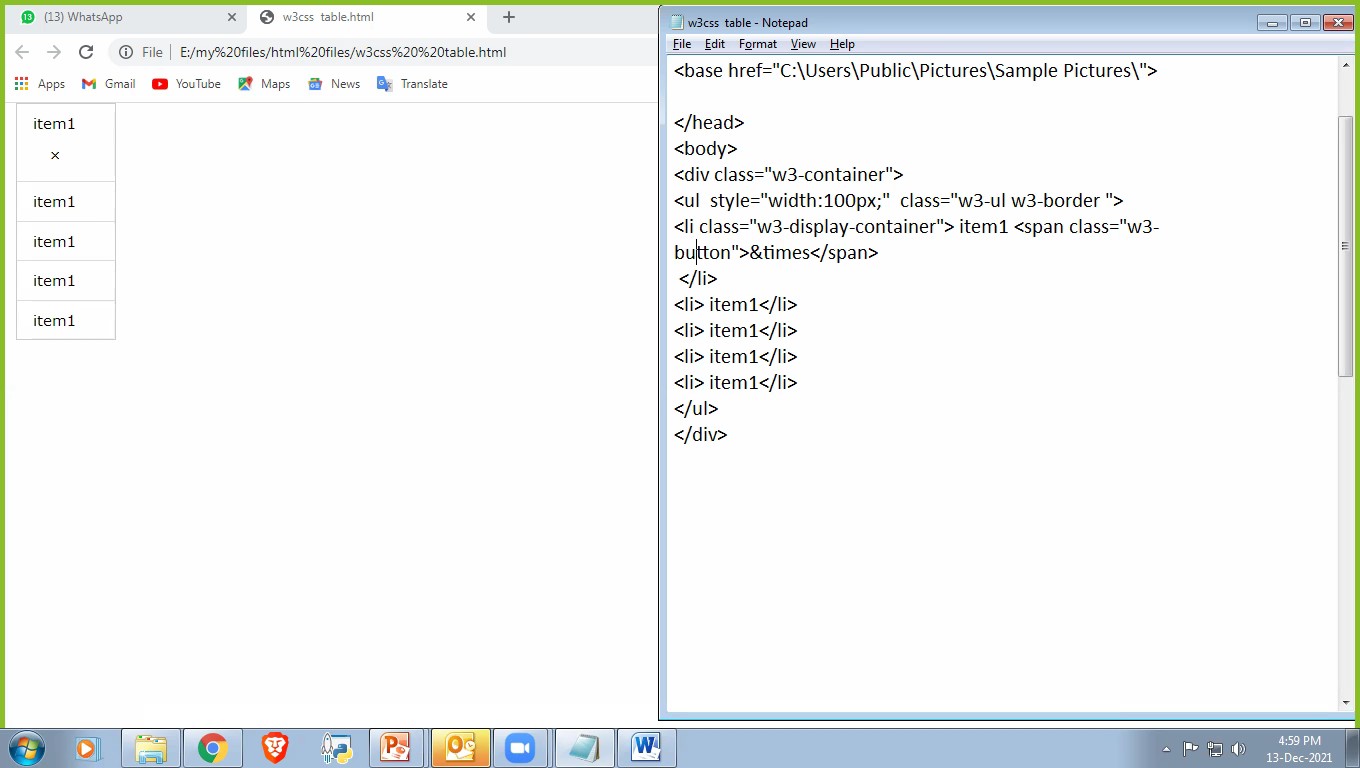 (13) WhatsApp
w3css  table.html
File
E:/my%20files/html%20files/w3css%20%20table.html
Apps
Gmail
YouTube
Maps
News
Translate
item1
×
item1
item1
item1
item1
w3css  table - Notepad
File Edit Format View Help
<base href="C:\Users\Public\Pictures\Sample Pictures\">
</head>
<body>
<div class="w3-container">
<ul  style="width:100px;"  class="w3-ul w3-border ">
<li class="w3-display-container"> item1 <span class="w3-
button">&times</span>
</li>
<li> item1</li>
<li> item1</li>
<li> item1</li>
<li> item1</li>
</ul>
</div>
4:59 PM
13-Dec-2021